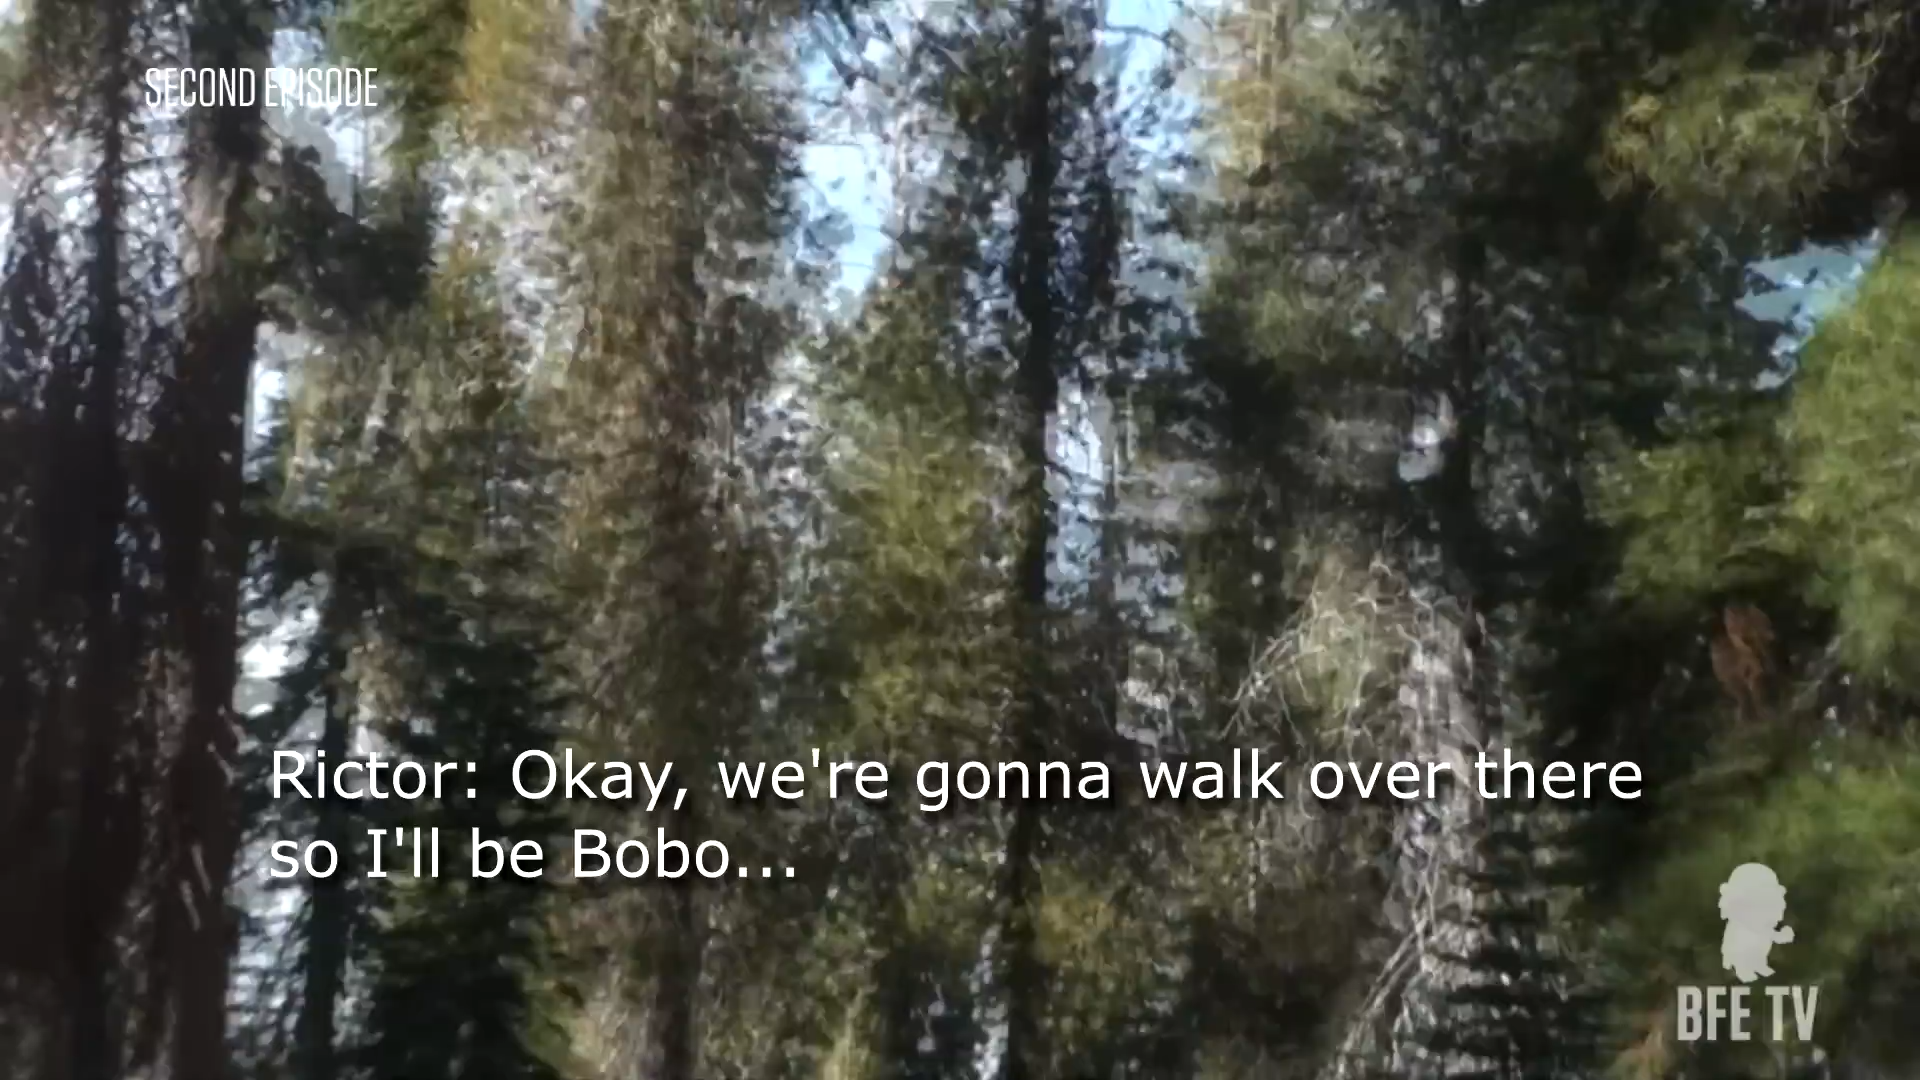 SECOND EPISODE
Rictor: Okay, we're gonna walk over there
so I'll be Bobo...
BFE TV